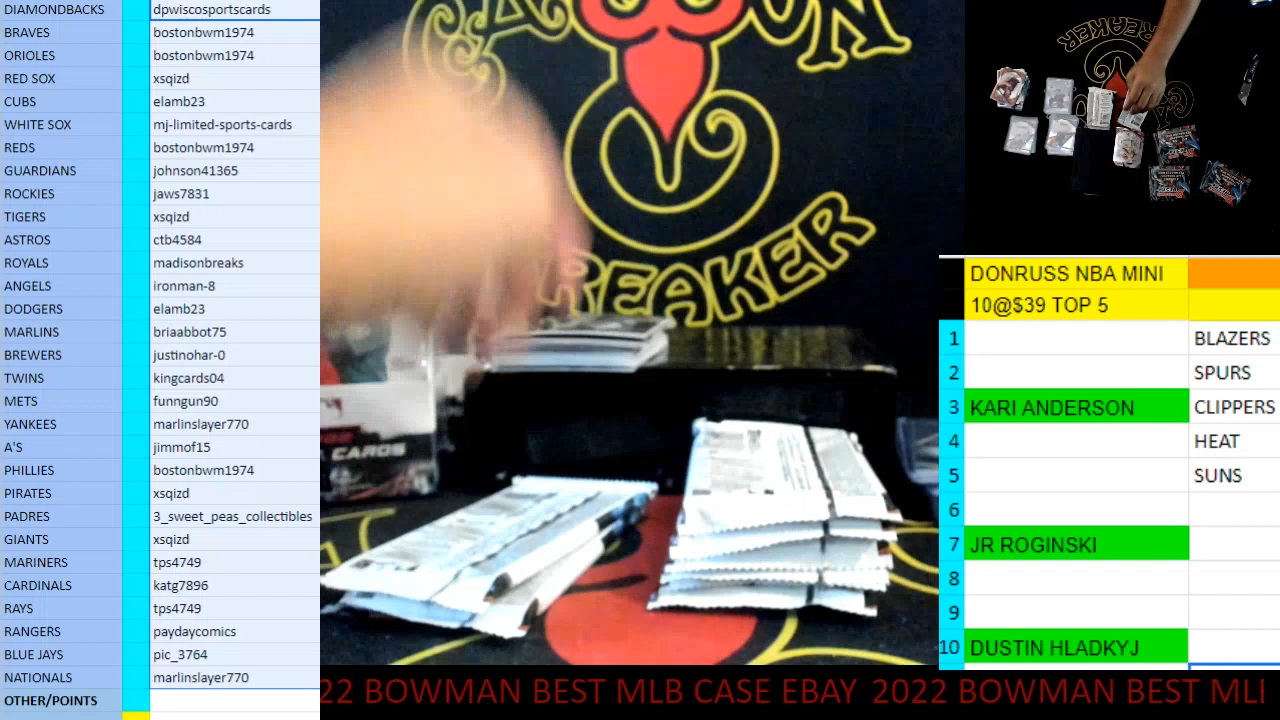 DIAMONDBACKS dpwiscosportscards
BRAVES bostonbwm1974
ORIOLES bostonbwm1974
RED SOX xsqizd
CUBS elamb23
WHITE SOX mj-limited-sports-cards
REDS bostonbwm1974
GUARDIANS johnson41365
ROCKIES jaws7831
TIGERS xsqizd
ASTROS ctb4584
ROYALS madisonbreaks
ANGELS ironman-8
DODGERS elamb23
MARLINS briaabbot75
BREWERS justinohar-0
TWINS kingcards04
METS funngun90
YANKEES marlinslayer770
A'S jimmof15
PHILLIES bostonbwm1974
PIRATES xsqizd
PADRES 3_sweet_peas_collectibles
GIANTS xsqizd
MARINERS tps4749
CARDINALS katg7896
RAYS tps4749
RANGERS paydaycomics
BLUE JAYS pic_3764
NATIONALS marlinslayer770
OTHER/POINTS
REAKER
CARDS
REAKER
DONRUSS NBA MINI
10@$39 TOP 5
1 BLAZERS
2 SPURS
3 KARI ANDERSON CLIPPERS
4 HEAT
5 SUNS
6
7 JR ROGINSKI
8
9
10 DUSTIN HLADKYJ
22 BOWMAN BEST MLB CASE EBAY 2022 BOWMAN BEST MLI